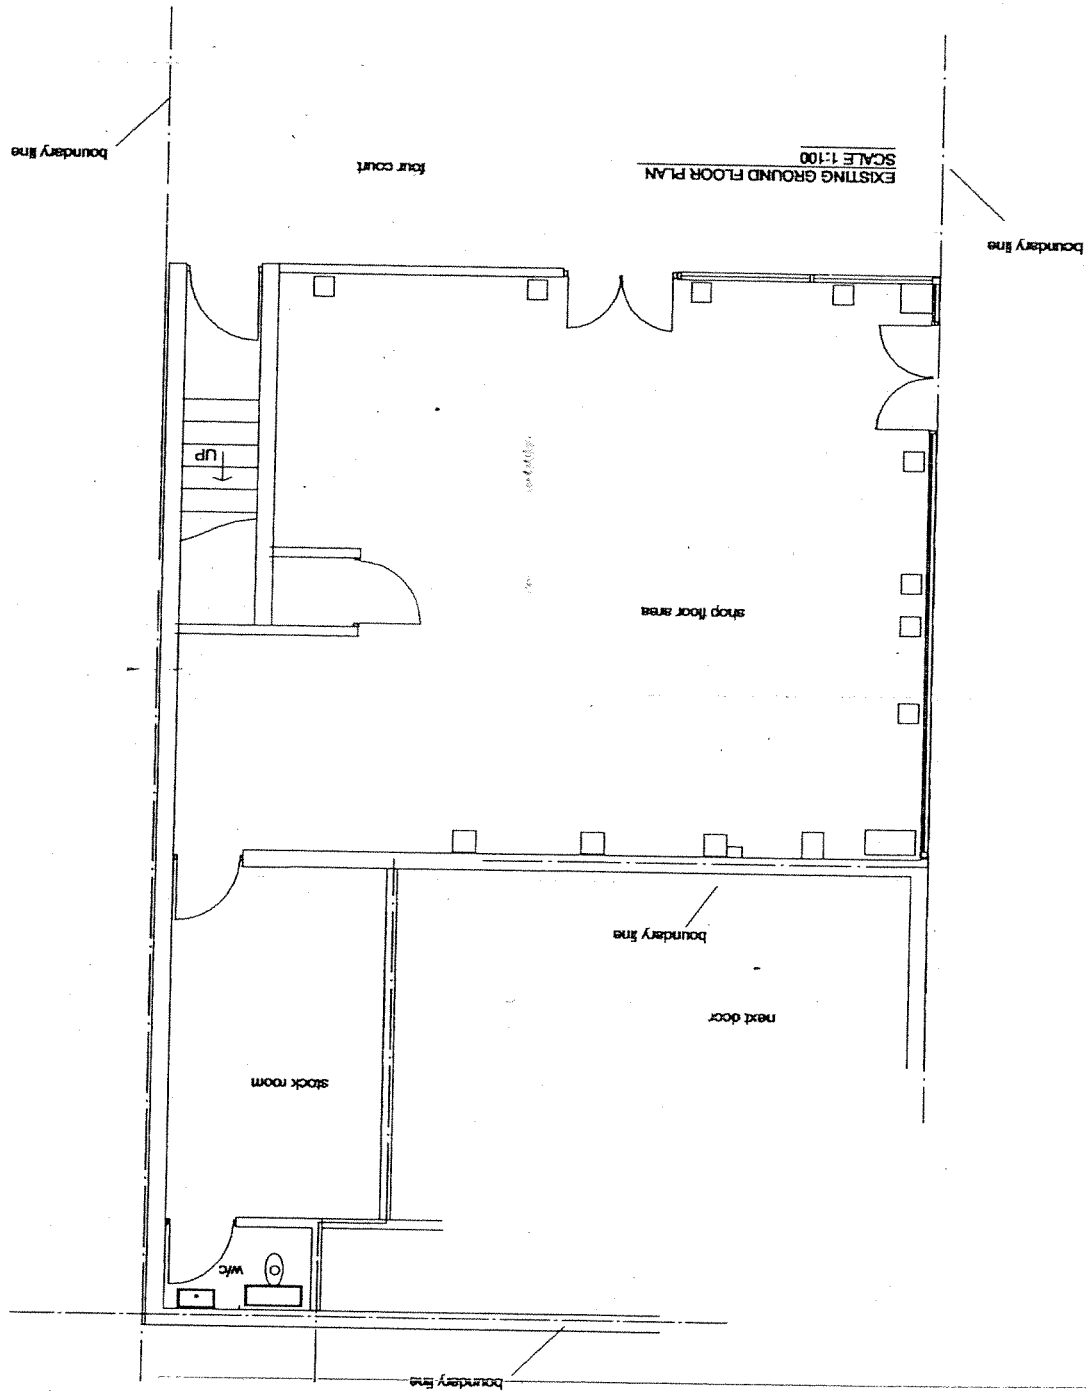 boundary line
w/c
stock room
next door
boundary line
shop floor area
UP
boundary line
EXISTING GROUND FLOOR PLAN
SCALE 1:100
four court
boundary line